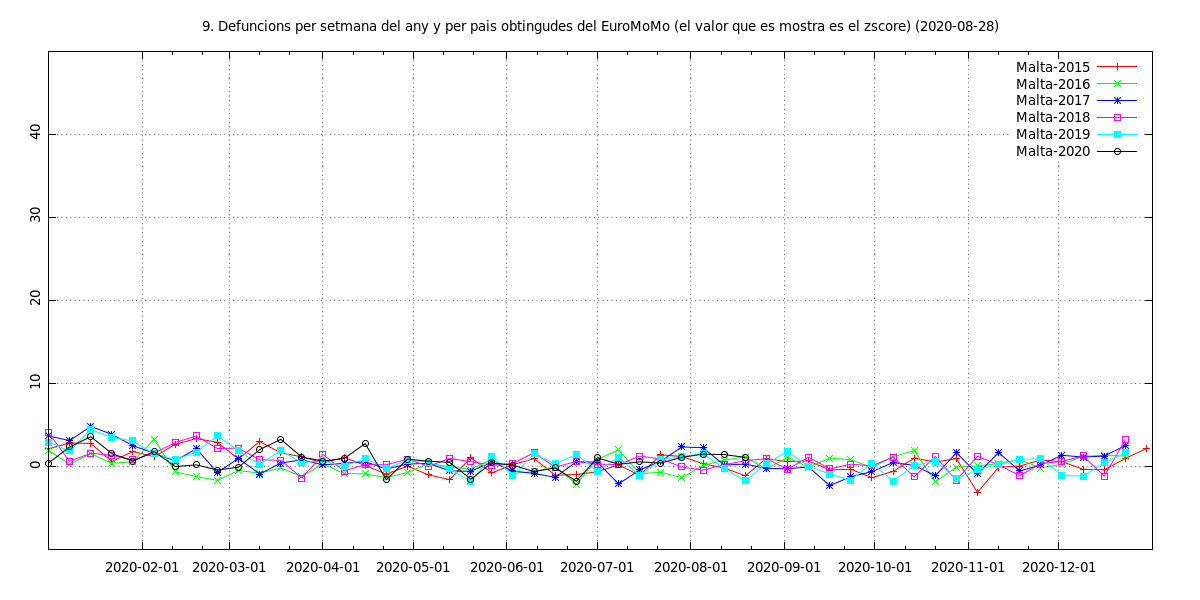 9. Defuncions per setmana del any y per pais obtingudes del EuroMoMo (el valor que es mostra es el zscore) (2020-08-28)
Malta-2015
Malta-2016
Malta-2017
Malta-2018
Malta-2019
Malta-2020
40
30
20
10
0
2020-02-01 2020-03-01 2020-04-01 2020-05-01 2020-06-01 2020-07-01 2020-08-01 2020-09-01 2020-10-01 2020-11-01 2020-12-01